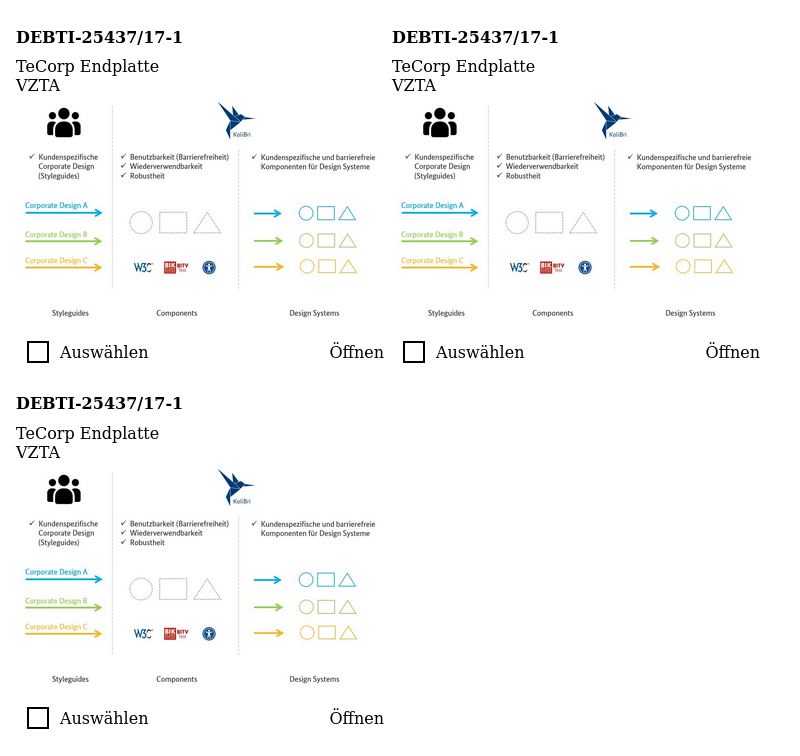 DEBTI-25437/17-1
TeCorp Endplatte
VZTA
KoliBri
✓ Kundenspezifische
Corporate Design
(Styleguides)
✓ Benutzbarkeit (Barrierefreiheit)
✓ Wiederverwendbarkeit
✓ Robustheit
✓ Kundenspezifische und barrierefreie
Komponenten für Design Systeme
Corporate Design A
Corporate Design B
Corporate Design C
W3C
BIK BITV
Test
Styleguides
Components
Design Systems
Auswählen
Öffnen
DEBTI-25437/17-1
TeCorp Endplatte
VZTA
KoliBri
✓ Kundenspezifische
Corporate Design
(Styleguides)
✓ Benutzbarkeit (Barrierefreiheit)
✓ Wiederverwendbarkeit
✓ Robustheit
✓ Kundenspezifische und barrierefreie
Komponenten für Design Systeme
Corporate Design A
Corporate Design B
Corporate Design C
W3C
BIK BITV
Test
Styleguides
Components
Design Systems
Auswählen
Öffnen
DEBTI-25437/17-1
TeCorp Endplatte
VZTA
KoliBri
✓ Kundenspezifische
Corporate Design
(Styleguides)
✓ Benutzbarkeit (Barrierefreiheit)
✓ Wiederverwendbarkeit
✓ Robustheit
✓ Kundenspezifische und barrierefreie
Komponenten für Design Systeme
Corporate Design A
Corporate Design B
Corporate Design C
W3C
BIK BITV
Test
Styleguides
Components
Design Systems
Auswählen
Öffnen